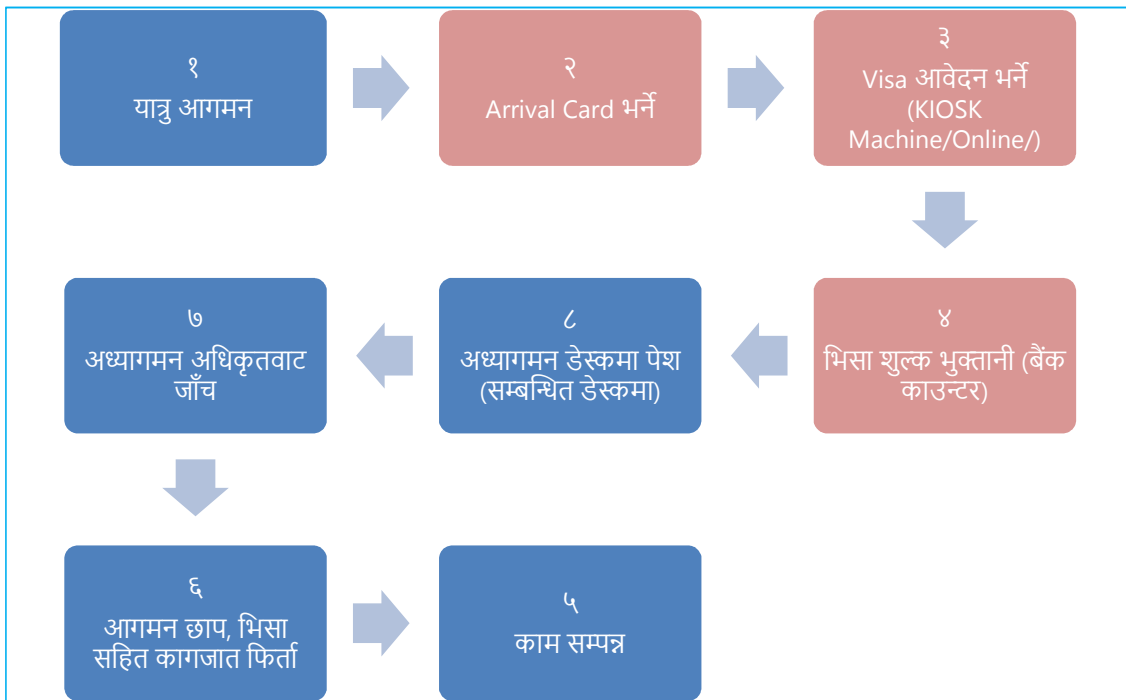 १
यात्रु आगमन
२
Arrival Card भर्ने
३
Visa आवेदन भर्ने
(KIOSK
Machine/Online/)
४
भिसा शुल्क भुक्तानी (बैंक
काउन्टर)
८
अध्यागमन डेस्कमा पेश
(सम्बन्धित डेस्कमा)
७
अध्यागमन अधिकृतवाट
जाँच
६
आगमन छाप, भिसा
सहित कागजात फिर्ता
५
काम सम्पन्न